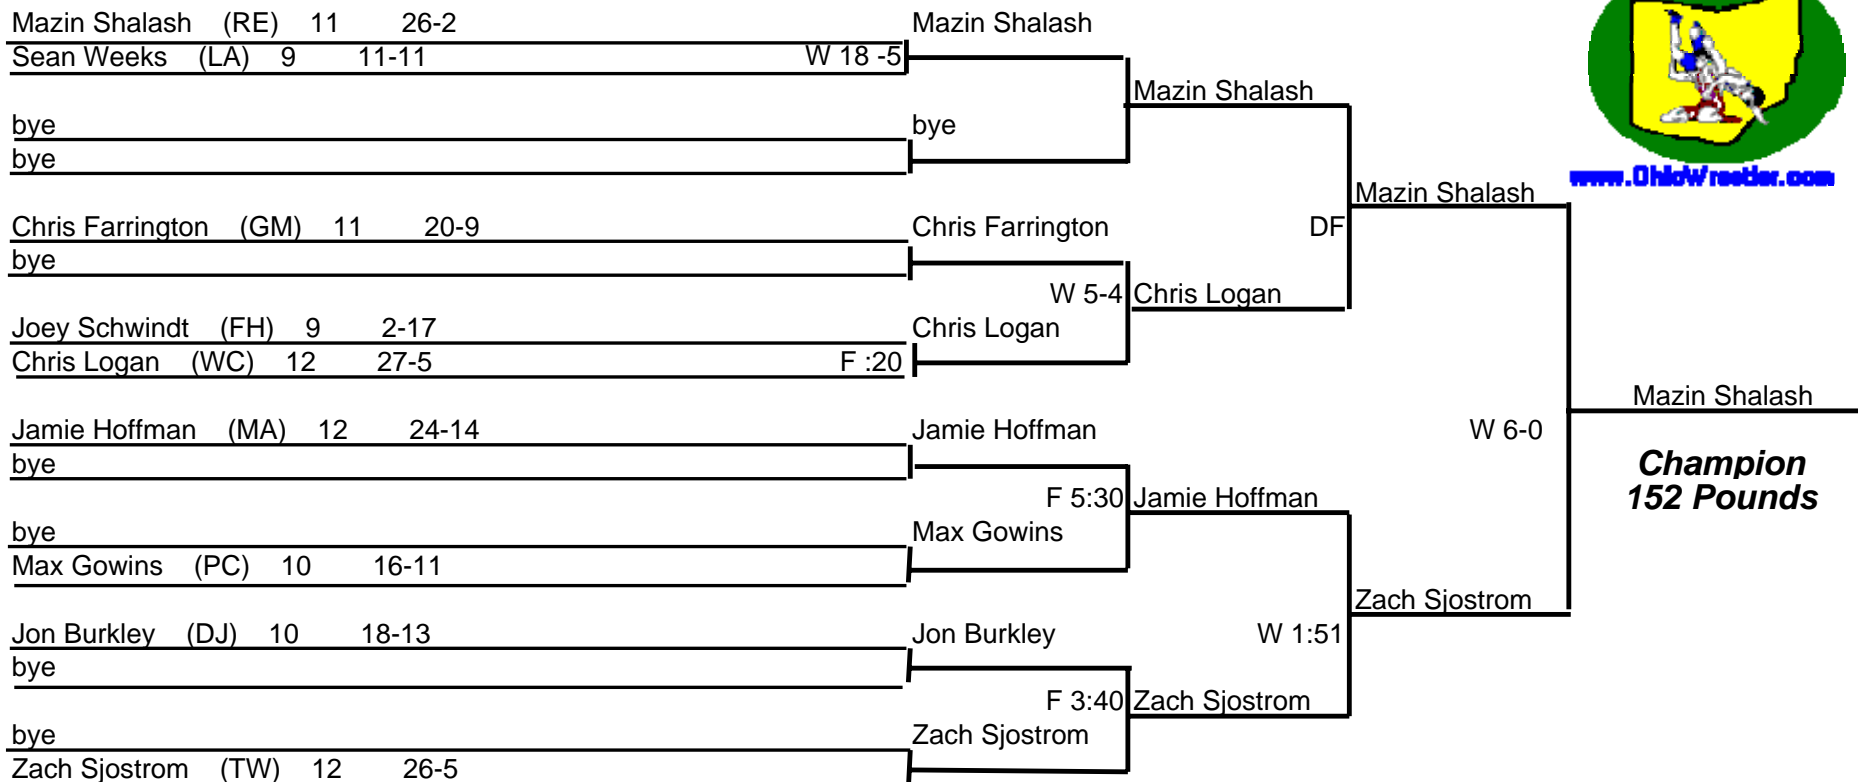 Mazin Shalash (RE) 11 26-2 Mazin Shalash
Sean Weeks (LA) 9 11-11 W 18 -5
Mazin Shalash
bye bye
bye
www.OhioWrestler.com
Mazin Shalash
Chris Farrington (GM) 11 20-9 Chris Farrington DF
bye
W 5-4 Chris Logan
Joey Schwindt (FH) 9 2-17 Chris Logan
Chris Logan (WC) 12 27-5 F :20
Mazin Shalash
Jamie Hoffman (MA) 12 24-14 Jamie Hoffman W 6-0
bye Champion
F 5:30 Jamie Hoffman 152 Pounds
bye Max Gowins
Max Gowins (PC) 10 16-11
Zach Sjostrom
Jon Burkley (DJ) 10 18-13 Jon Burkley W 1:51
bye
F 3:40 Zach Sjostrom
bye Zach Sjostrom
Zach Sjostrom (TW) 12 26-5